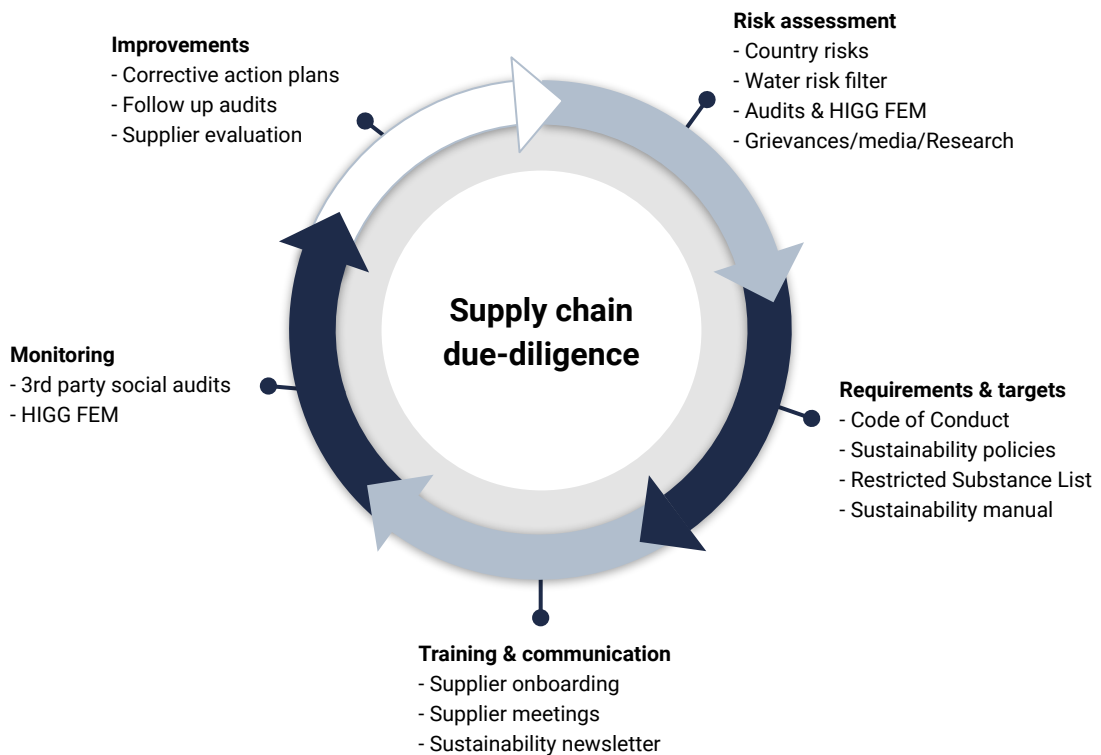 Improvements
- Corrective action plans
- Follow up audits
- Supplier evaluation
Risk assessment
- Country risks
- Water risk filter
- Audits & HIGG FEM
- Grievances/media/Research
Supply chain
due-diligence
Monitoring
- 3rd party social audits
- HIGG FEM
Requirements & targets
- Code of Conduct
- Sustainability policies
- Restricted Substance List
- Sustainability manual
Training & communication
- Supplier onboarding
- Supplier meetings
- Sustainability newsletter